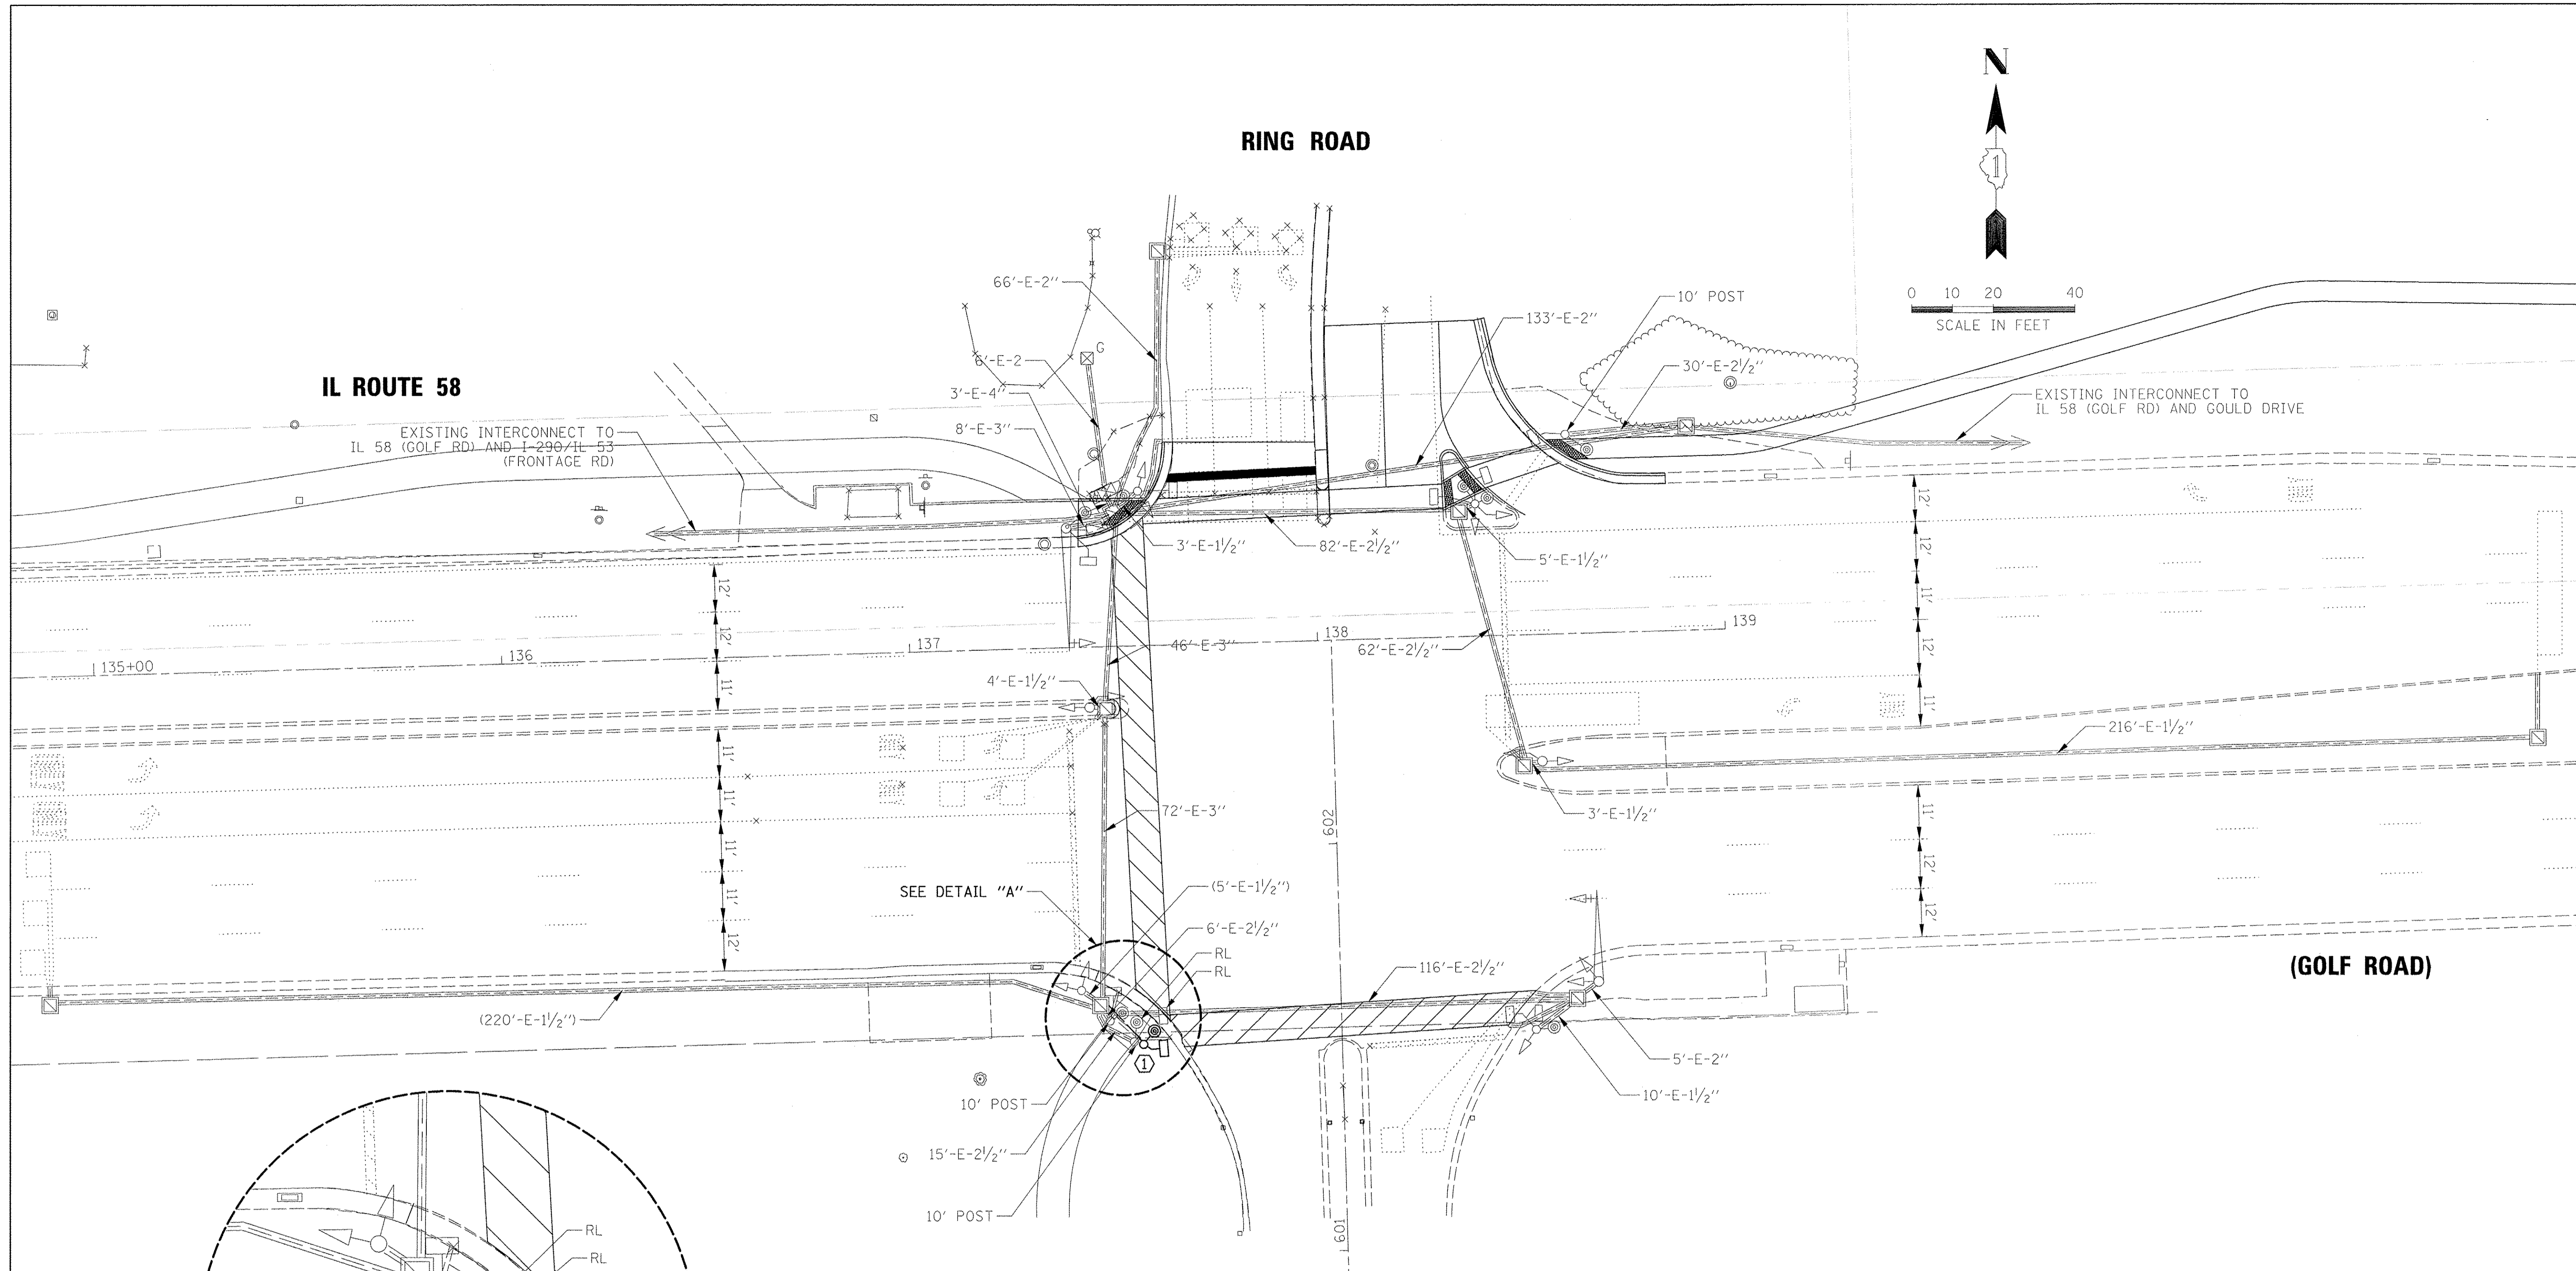 N
1
RING ROAD
0 10 20 40
SCALE IN FEET
66'-E-2"
10' POST
133'-E-2"
6'-E-2
G
30'-E-2½"
IL ROUTE 58
3'-E-4"
8'-E-3"
EXISTING INTERCONNECT TO
IL 58 (GOLF RD) AND GOULD DRIVE
EXISTING INTERCONNECT TO
IL 58 (GOLF RD) AND I-290/IL 53
(FRONTAGE RD)
3'-E-1½"
82'-E-2½"
5'-E-1½"
12'
12'
11'
12'
11'
12'
12'
11'
135+00
136
137
138
139
46'-E-3"
62'-E-2½"
4'-E-1½"
216'-E-1½"
3'-E-1½"
11'
11'
11'
11'
12'
11'
12'
12'
72'-E-3"
602
SEE DETAIL "A"
(5'-E-1½")
6'-E-2½"
RL
RL
116'-E-2½"
(GOLF ROAD)
(220'-E-1½")
5'-E-2"
1
10'-E-1½"
10' POST
15'-E-2½"
10' POST
601
RL
RL